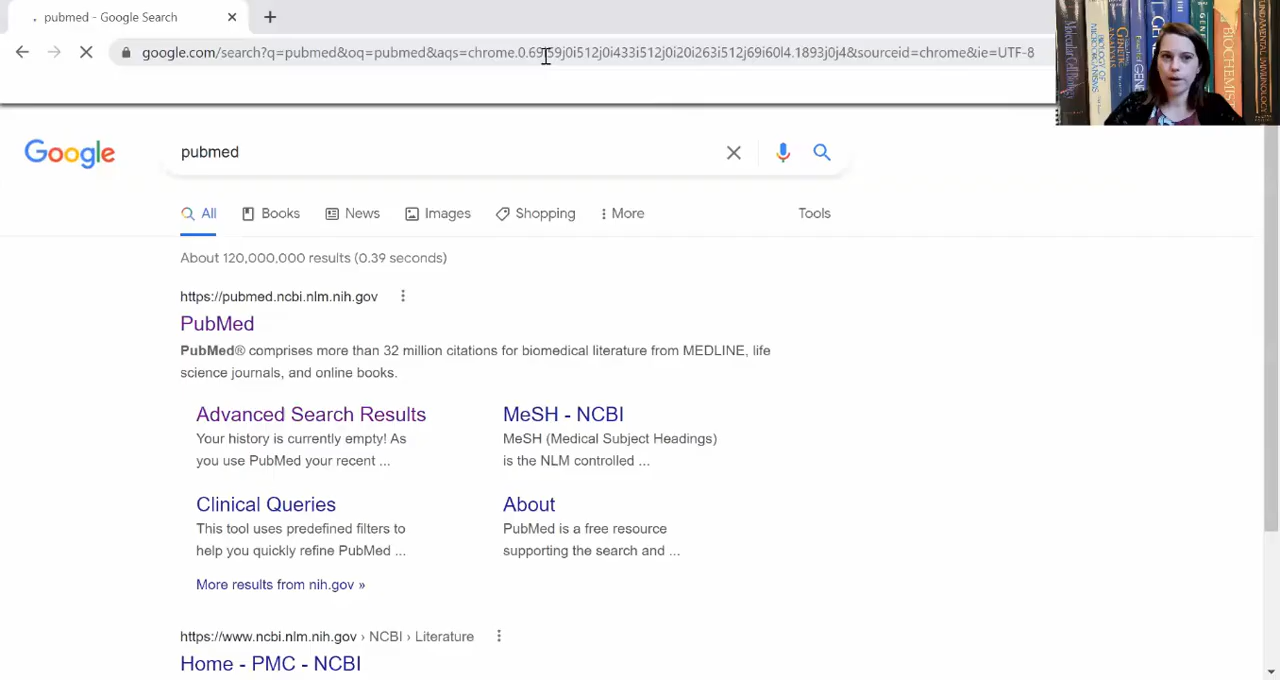 pubmed - Google Search
google.com/search?q=pubmed&oq=pubmed&aqs=chrome.0.69i59j0i512j0i433i512j0i20i263i512j69i60l4.1893j0j4&sourceid=chrome&ie=UTF-8
Google
pubmed
All
Books
News
Images
Shopping
More
Tools
About 120,000,000 results (0.39 seconds)
https://pubmed.ncbi.nlm.nih.gov
PubMed
PubMed® comprises more than 32 million citations for biomedical literature from MEDLINE, life
science journals, and online books.
Advanced Search Results
Your history is currently empty! As
you use PubMed your recent ...
MeSH - NCBI
MeSH (Medical Subject Headings)
is the NLM controlled ...
Clinical Queries
This tool uses predefined filters to
help you quickly refine PubMed ...
About
PubMed is a free resource
supporting the search and ...
More results from nih.gov »
https://www.ncbi.nlm.nih.gov › NCBI › Literature
Home - PMC - NCBI